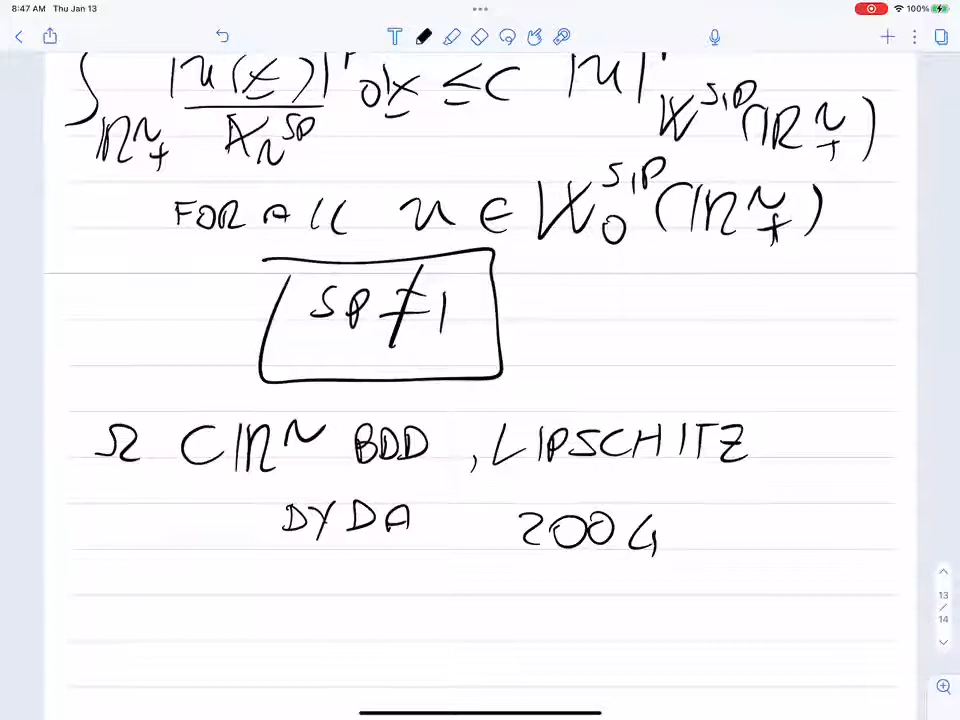 8:47 AM Thu Jan 13
100%
∫_{ℝ^N_+} |u(x)|^p / x_N^{sp} dx ≤ C |u|^p_{W^{s,p}(ℝ^N_+)}
FOR ALL u ∈ W_0^{s,p}(ℝ^N_+)
sp ≠ 1
Ω ⊂ ℝ^N BDD, LIPSCHITZ
DYDA 2004
13
/
14